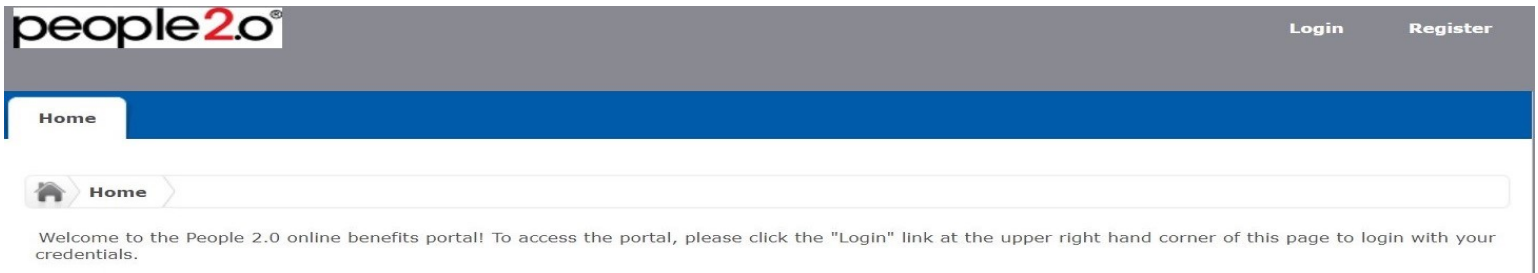 people2.0®
Login Register
Home
Home
Welcome to the People 2.0 online benefits portal! To access the portal, please click the "Login" link at the upper right hand corner of this page to login with your
credentials.